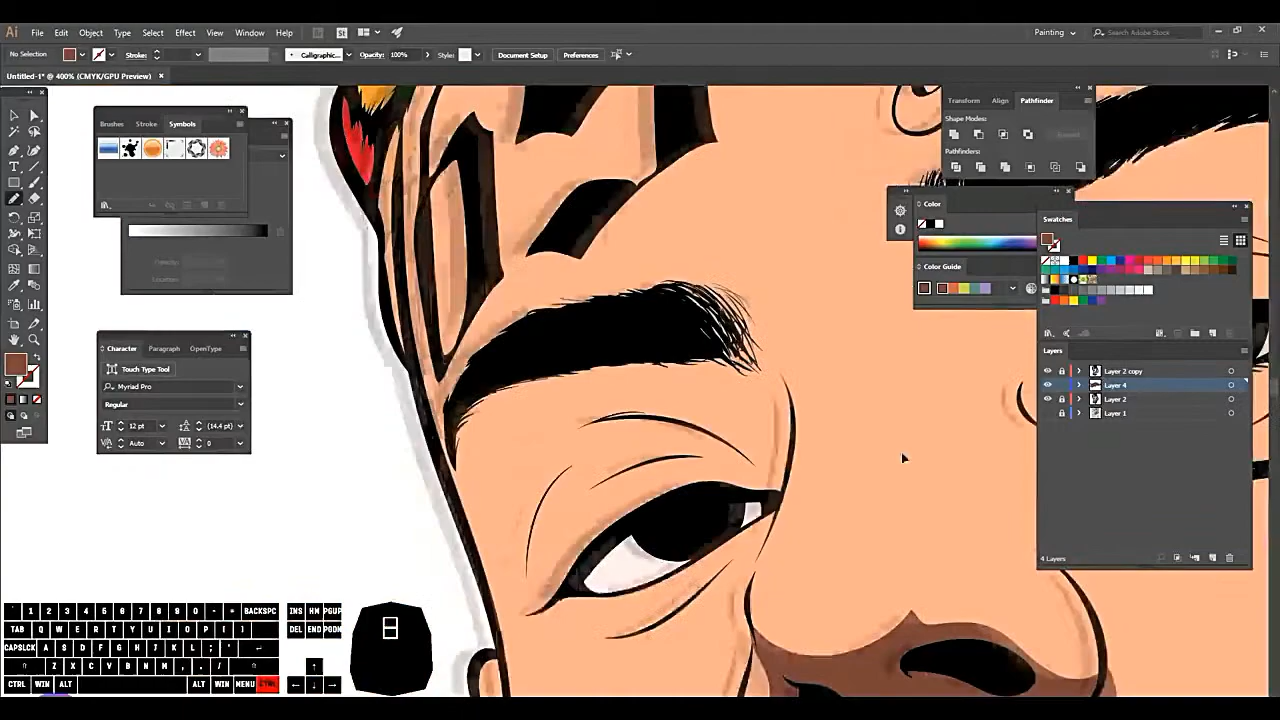 Ai File Edit Object Type Select Effect View Window Help Br St Painting Search Adobe Stock
No Selection Stroke: Calligraphic... Opacity: 100% Style: Document Setup Preferences
Untitled-1* @ 400% (CMYK/GPU Preview)
Brushes Stroke Symbols
Transform Align Pathfinder
Shape Modes:
Pathfinders:
Color
Color Guide
Swatches
Character Paragraph OpenType
Touch Type Tool
Myriad Pro
Regular
12 pt (14.4 pt)
Auto 0
Layers
Layer 2 copy
Layer 4
Layer 2
Layer 1
4 Layers
` 1 2 3 4 5 6 7 8 9 0 - = BACKSPC INS HM PGUP
TAB Q W E R T Y U I O P [ ] \ DEL END PGDN
CAPSLCK A S D F G H J K L ; '
Z X C V B N M , . /
CTRL WIN ALT ALT WIN MENU CTRL